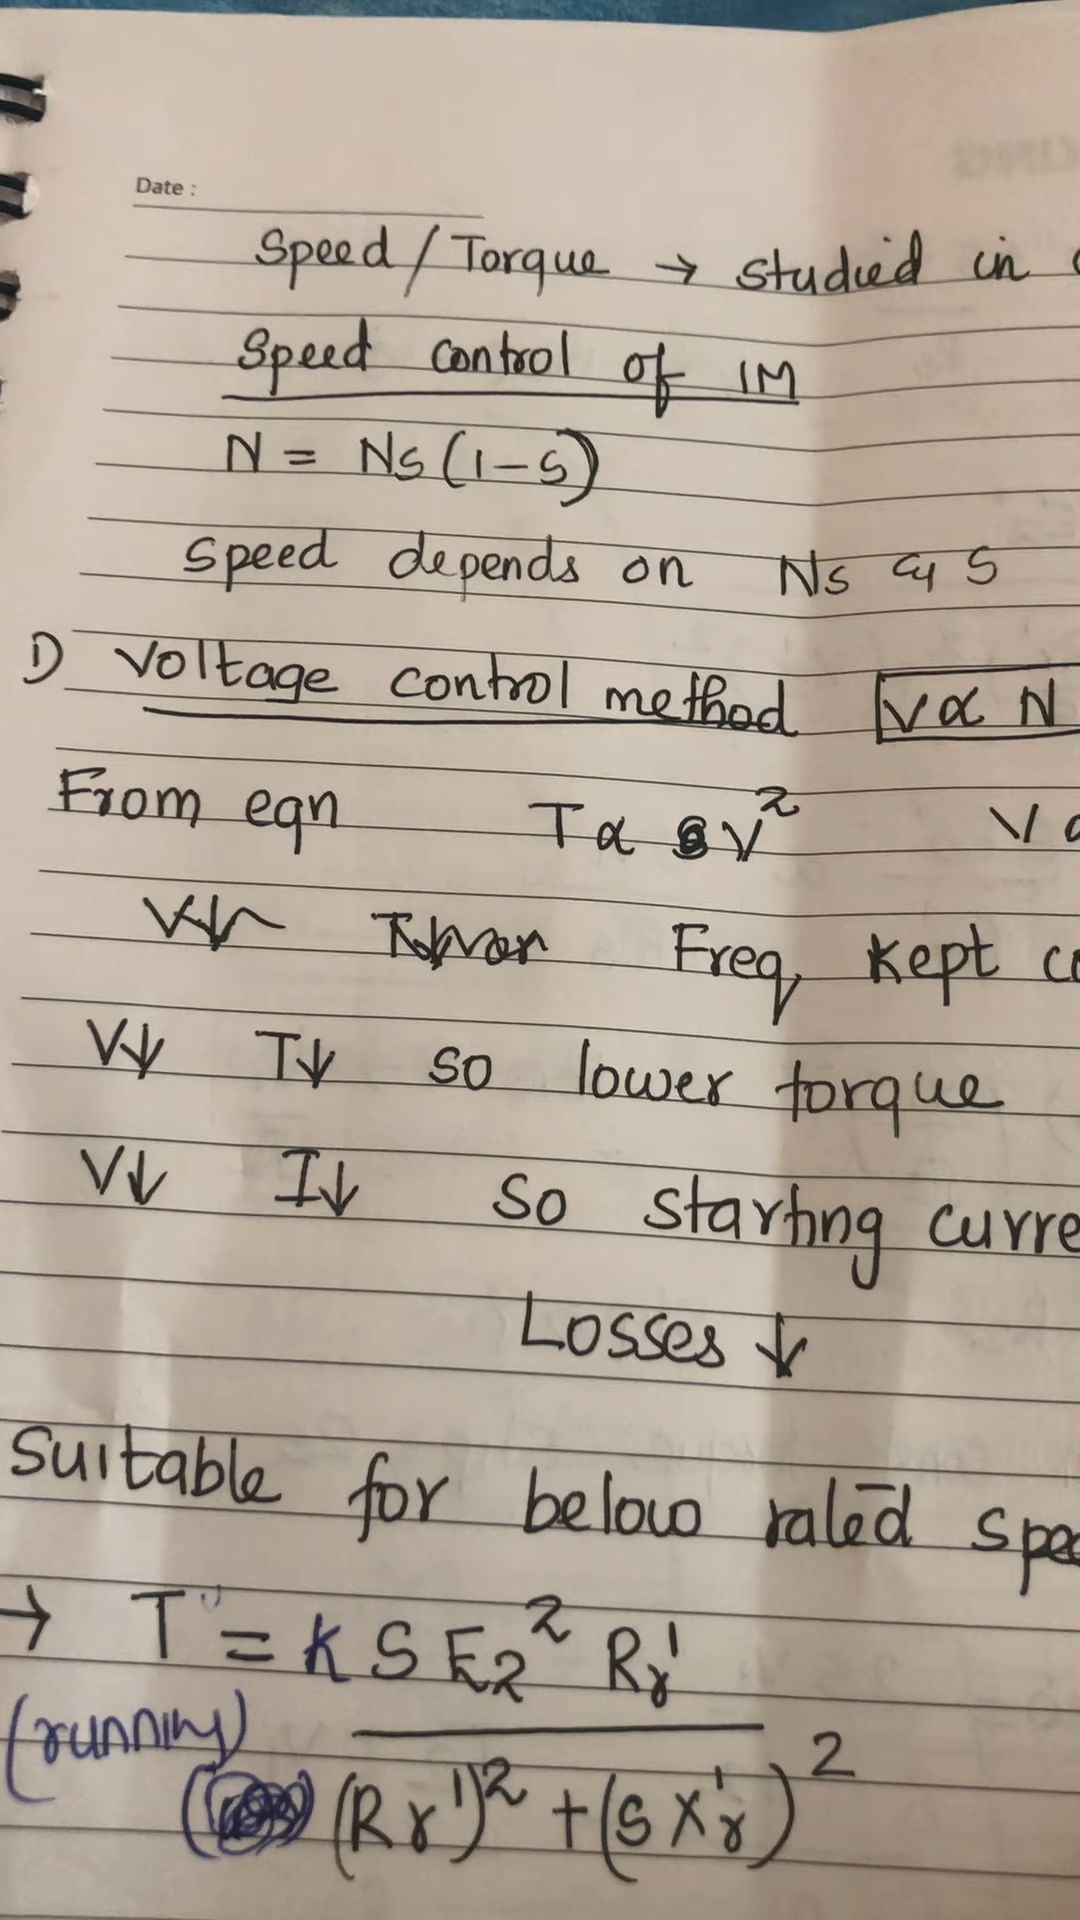 Date :
Speed / Torque → studied in
Speed control of IM
N = Ns (1-S)
Speed depends on Ns & S
1) Voltage control method V ∝ N
From eqn T ∝ SV² V
V↓ Freq. kept
V↓ T↓ so lower torque
V↓ I↓ so starting
Losses ↓
Suitable for below rated
→ T = K S E₂² Rr'
(running) (Rr')² + (S Xr')²